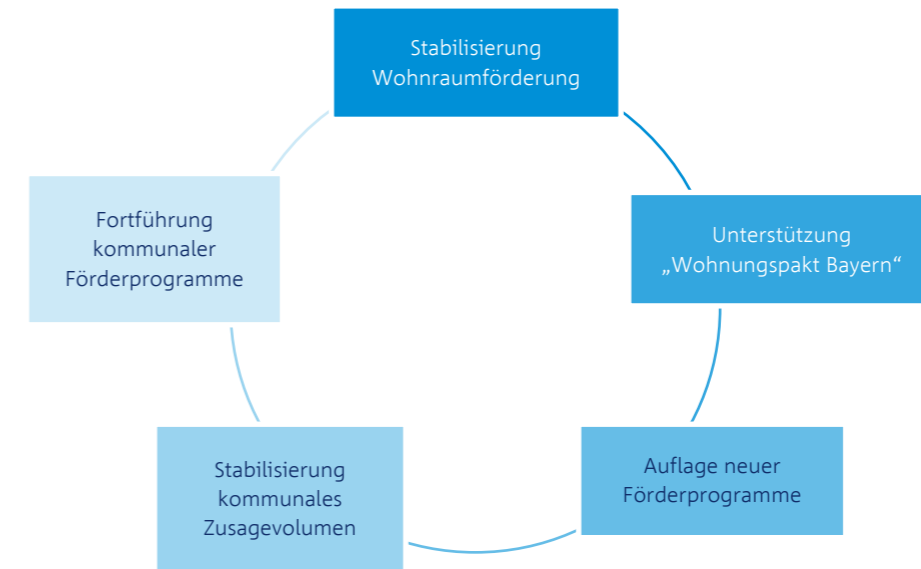 Stabilisierung
Wohnraumförderung
Unterstützung
„Wohnungspakt Bayern“
Auflage neuer
Förderprogramme
Stabilisierung
kommunales
Zusagevolumen
Fortführung
kommunaler
Förderprogramme